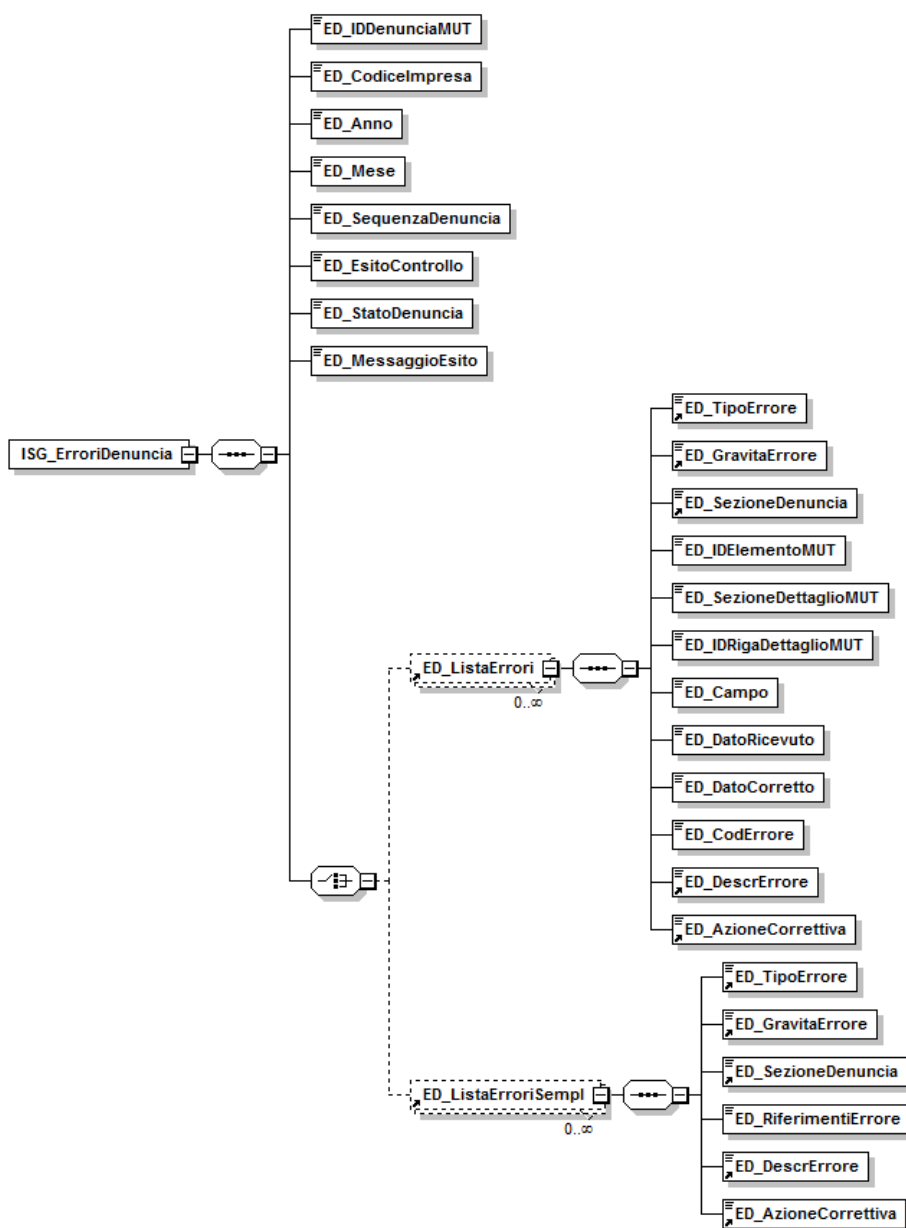 ED_IDDenunciaMUT
ED_CodiceImpresa
ED_Anno
ED_Mese
ED_SequenzaDenuncia
ED_EsitoControllo
ED_StatoDenuncia
ED_MessaggioEsito
ISG_ErroriDenuncia
ED_TipoErrore
ED_GravitaErrore
ED_SezioneDenuncia
ED_IDElementoMUT
ED_SezioneDettaglioMUT
ED_IDRigaDettaglioMUT
ED_ListaErrori
0..∞
ED_Campo
ED_DatoRicevuto
ED_DatoCorretto
ED_CodErrore
ED_DescrErrore
ED_AzioneCorrettiva
ED_TipoErrore
ED_GravitaErrore
ED_SezioneDenuncia
ED_ListaErroriSempl
0..∞
ED_RiferimentiErrore
ED_DescrErrore
ED_AzioneCorrettiva